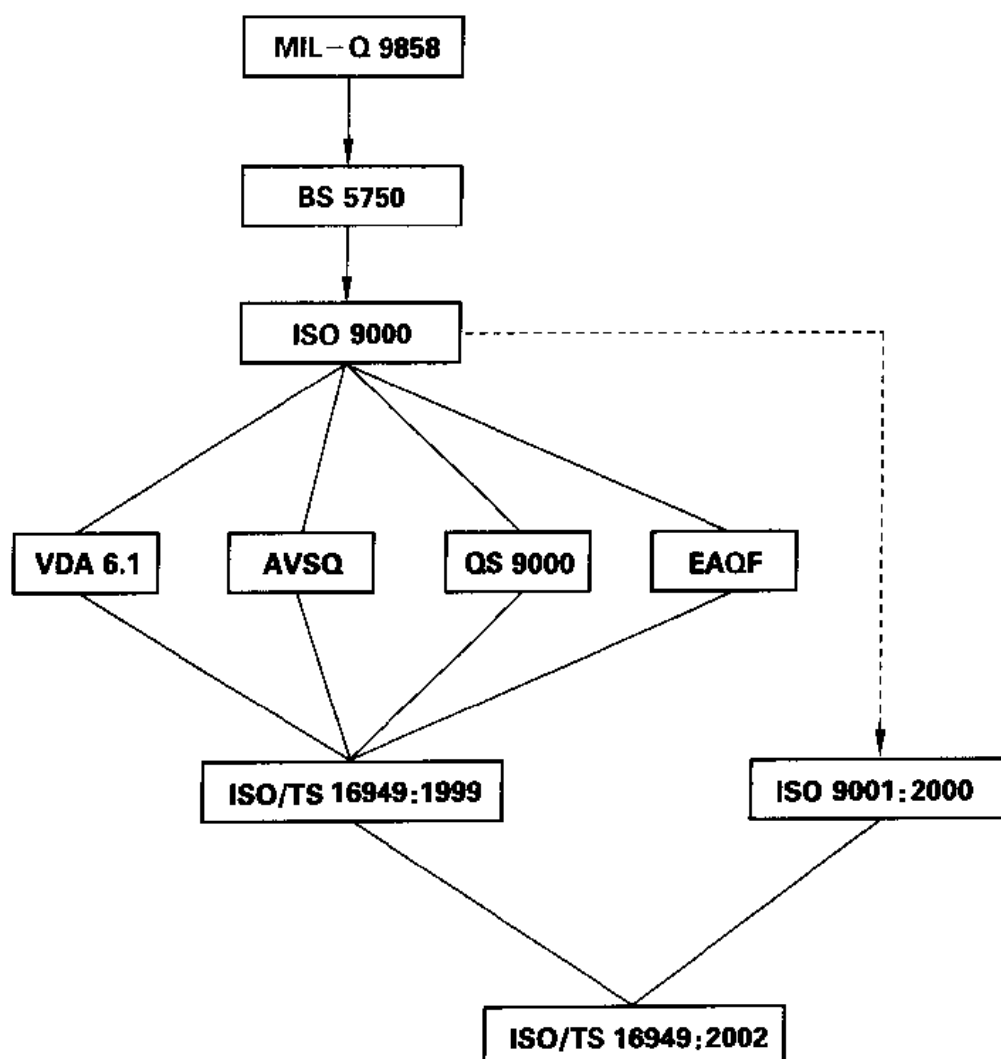 MIL-Q 9858
BS 5750
ISO 9000
VDA 6.1
AVSQ
QS 9000
EAQF
ISO/TS 16949:1999
ISO 9001:2000
ISO/TS 16949:2002